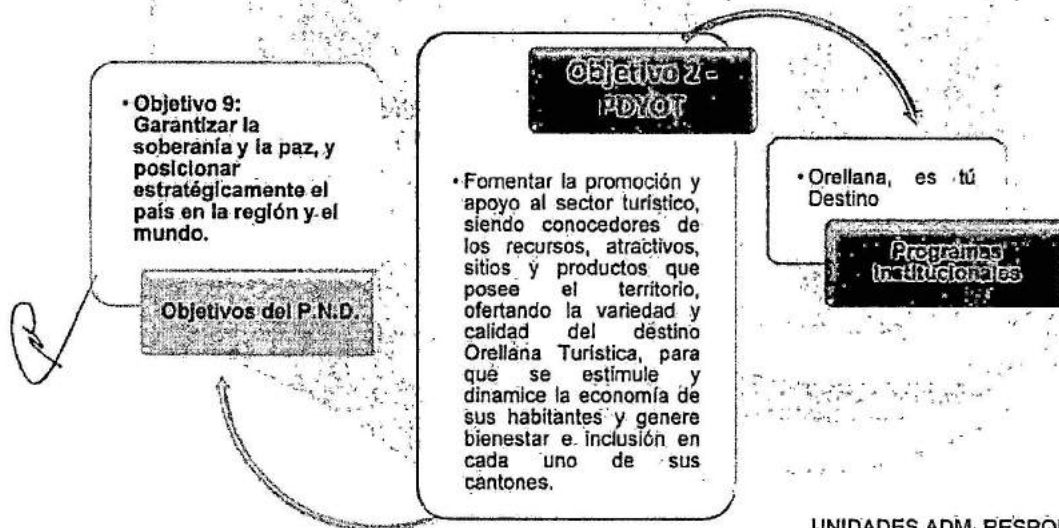 • Objetivo 9:
Garantizar la
soberanía y la paz, y
posicionar
estratégicamente el
país en la región y el
mundo.
Objetivos del P.N.D.
Objetivo 2 -
PDYOT
• Fomentar la promoción y
apoyo al sector turístico,
siendo conocedores de
los recursos, atractivos,
sitios y productos que
posee el territorio,
ofertando la variedad y
calidad del destino
Orellana Turística, para
que se estimule y
dinamice la economía de
sus habitantes y genere
bienestar e inclusión en
cada uno de sus
cantones.
• Orellana, es tú
Destino
Programas
Institucionales
UNIDADES ADM. RESPO